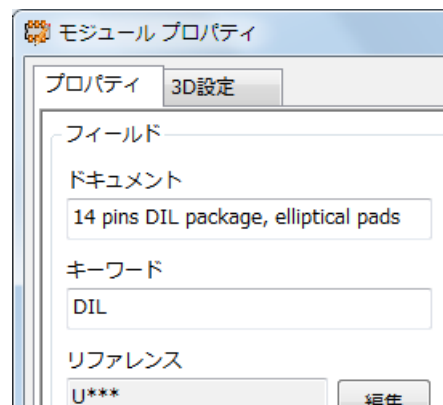 モジュール プロパティ
プロパティ 3D設定
フィールド
ドキュメント
14 pins DIL package, elliptical pads
キーワード
DIL
リファレンス
U***
編集